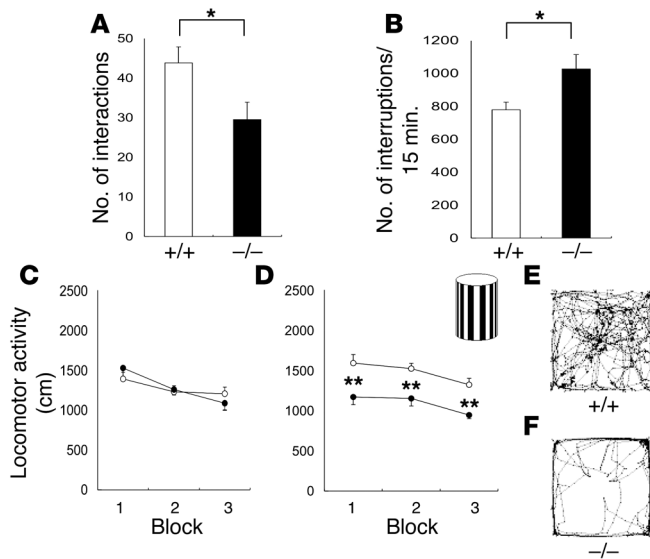 A
*
50
40
30
20
10
0
No. of interactions
+/+
–/–
B
*
1200
1000
800
600
400
200
0
No. of interruptions/
15 min.
+/+
–/–
C
2500
2000
1500
1000
500
0
Locomotor activity
(cm)
1 2 3
Block
D
2500
2000
1500
1000
500
0
** ** **
1 2 3
Block
E
+/+
F
–/–